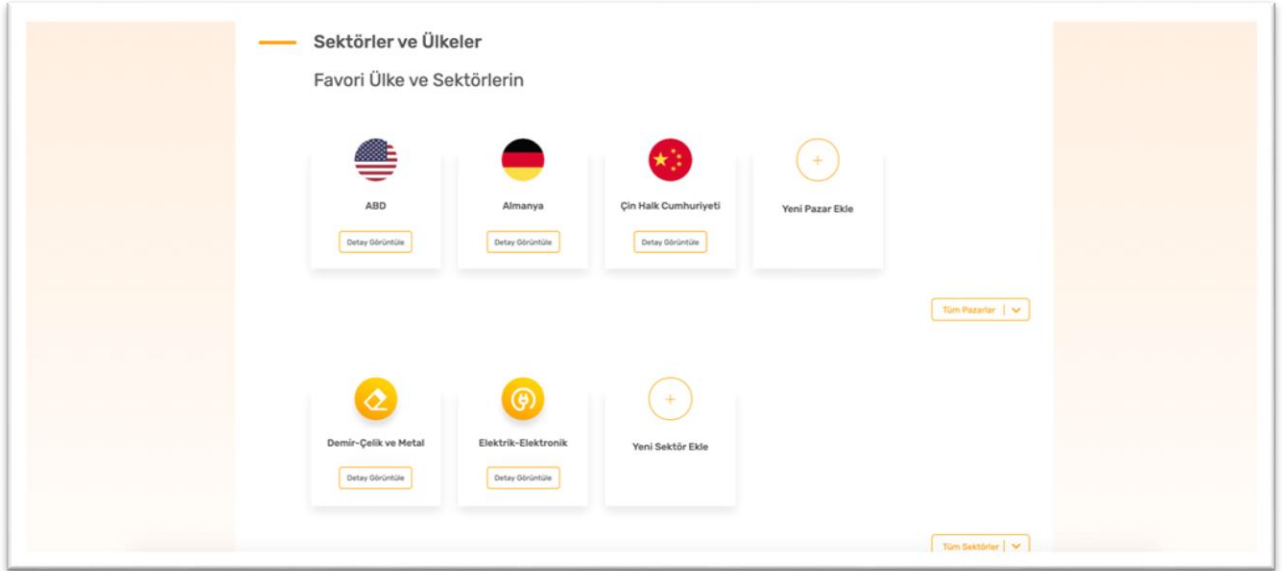 Sektörler ve Ülkeler
Favori Ülke ve Sektörlerin
ABD
Almanya
Çin Halk Cumhuriyeti
Yeni Pazar Ekle
Detay Görüntüle
Detay Görüntüle
Detay Görüntüle
Tüm Pazarlar
Demir-Çelik ve Metal
Elektrik-Elektronik
Yeni Sektör Ekle
Detay Görüntüle
Detay Görüntüle
Tüm Sektörler